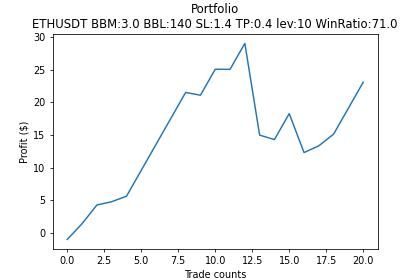 Portfolio
ETHUSDT BBM:3.0 BBL:140 SL:1.4 TP:0.4 lev:10 WinRatio:71.0
30
25
20
15
10
5
0
Profit ($)
0.0 2.5 5.0 7.5 10.0 12.5 15.0 17.5 20.0
Trade counts